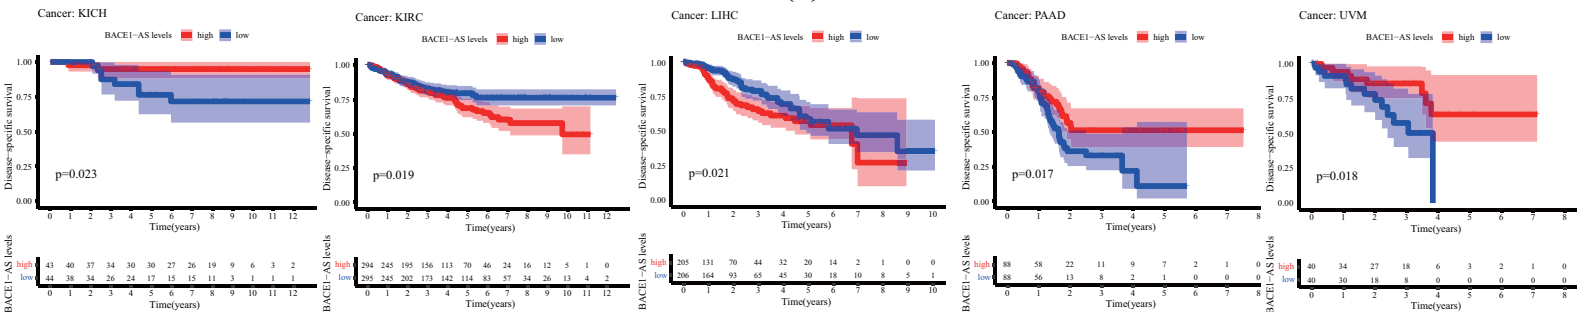 Cancer: KICH
BACE1−AS levels high low
Disease−specific survival
1.00
0.75
0.50
0.25
0.00
p=0.023
0 1 2 3 4 5 6 7 8 9 10 11 12
Time(years)
BACE1−AS levels
high 43 40 37 34 30 30 27 26 19 9 6 3 2
low 44 38 34 26 24 17 15 15 11 3 1 1 1
0 1 2 3 4 5 6 7 8 9 10 11 12
Time(years)
Cancer: KIRC
BACE1−AS levels high low
Disease−specific survival
1.00
0.75
0.50
0.25
0.00
p=0.019
0 1 2 3 4 5 6 7 8 9 10 11 12
Time(years)
BACE1−AS levels
high 294 245 195 156 113 70 46 24 16 12 5 1 0
low 295 245 202 173 142 114 83 57 34 26 13 4 2
0 1 2 3 4 5 6 7 8 9 10 11 12
Time(years)
Cancer: LIHC
BACE1−AS levels high low
Disease−specific survival
1.00
0.75
0.50
0.25
0.00
p=0.021
0 1 2 3 4 5 6 7 8 9 10
Time(years)
BACE1−AS levels
high 205 131 70 44 32 20 14 2 1 0 0
low 206 164 93 65 45 30 18 10 8 5 1
0 1 2 3 4 5 6 7 8 9 10
Time(years)
Cancer: PAAD
BACE1−AS levels high low
Disease−specific survival
1.00
0.75
0.50
0.25
0.00
p=0.017
0 1 2 3 4 5 6 7 8
Time(years)
BACE1−AS levels
high 88 58 22 11 9 7 2 1 0
low 88 56 13 8 2 1 0 0 0
0 1 2 3 4 5 6 7 8
Time(years)
Cancer: UVM
BACE1−AS levels high low
Disease−specific survival
1.00
0.75
0.50
0.25
0.00
p=0.018
0 1 2 3 4 5 6 7 8
Time(years)
BACE1−AS levels
high 40 34 27 18 6 3 2 1 0
low 40 30 18 8 0 0 0 0 0
0 1 2 3 4 5 6 7 8
Time(years)